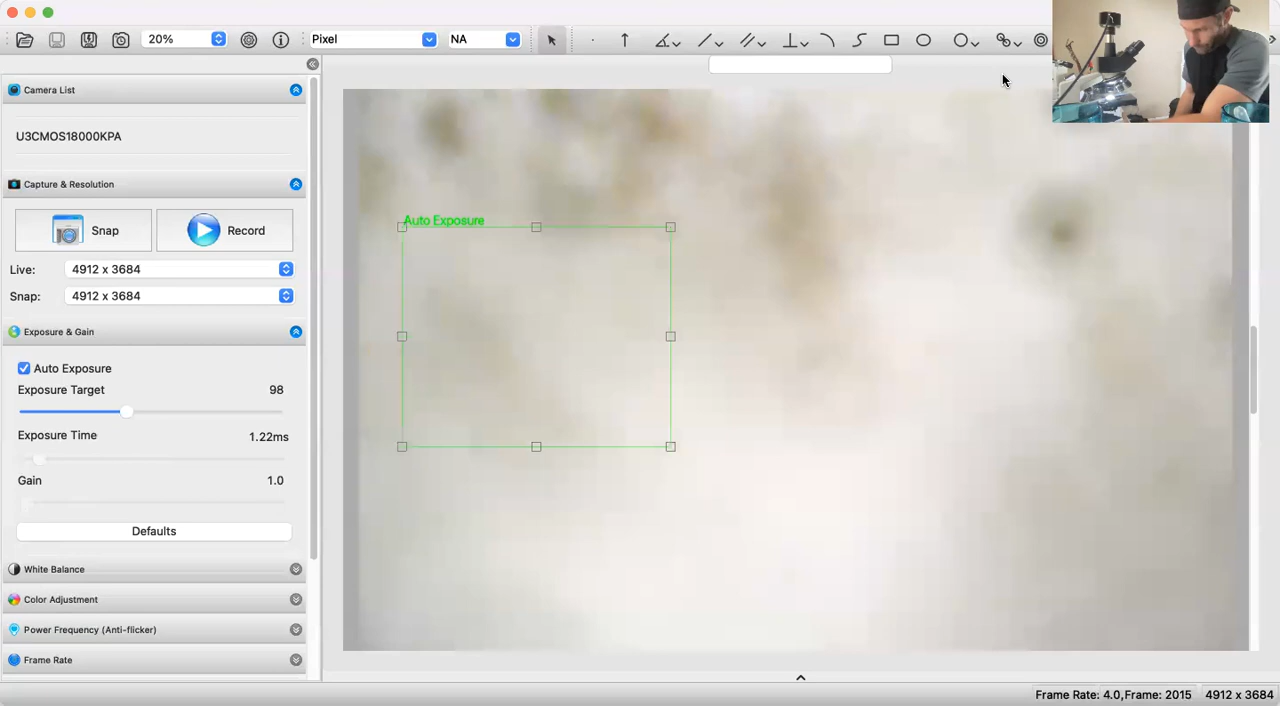 20%
Pixel
NA
Camera List
U3CMOS18000KPA
Capture & Resolution
Snap
Record
Live:
4912 x 3684
Snap:
4912 x 3684
Exposure & Gain
Auto Exposure
Exposure Target
98
Exposure Time
1.22ms
Gain
1.0
Defaults
White Balance
Color Adjustment
Power Frequency (Anti-flicker)
Frame Rate
Auto Exposure
Frame Rate: 4.0,Frame: 2015
4912 x 3684